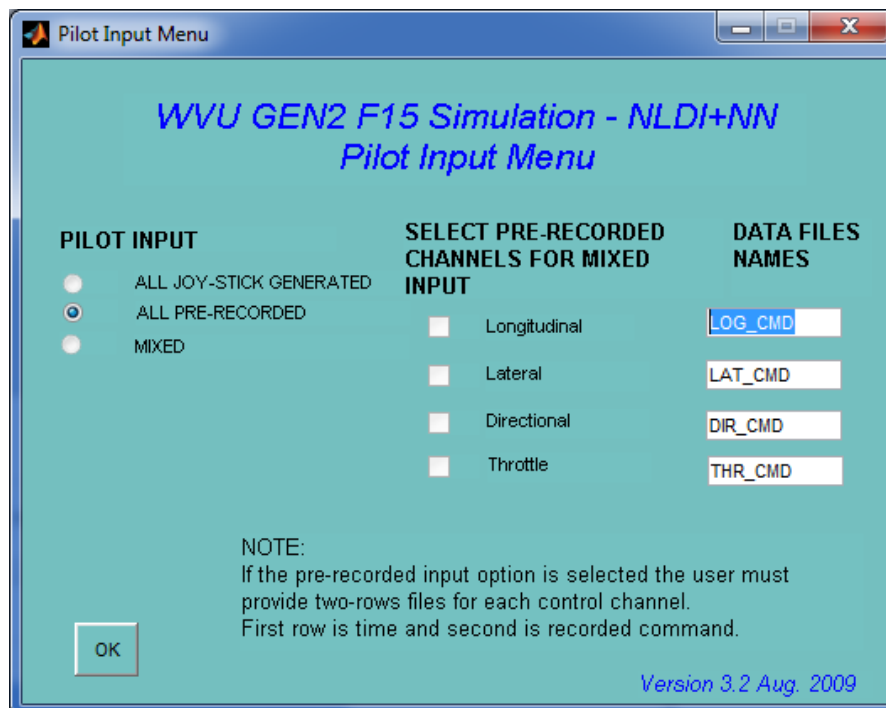 Pilot Input Menu
WVU GEN2 F15 Simulation - NLDI+NN
Pilot Input Menu
PILOT INPUT
ALL JOY-STICK GENERATED
ALL PRE-RECORDED
MIXED
SELECT PRE-RECORDED
CHANNELS FOR MIXED
INPUT
DATA FILES
NAMES
Longitudinal
LOG_CMD
Lateral
LAT_CMD
Directional
DIR_CMD
Throttle
THR_CMD
NOTE:
If the pre-recorded input option is selected the user must
provide two-rows files for each control channel.
First row is time and second is recorded command.
OK
Version 3.2 Aug. 2009